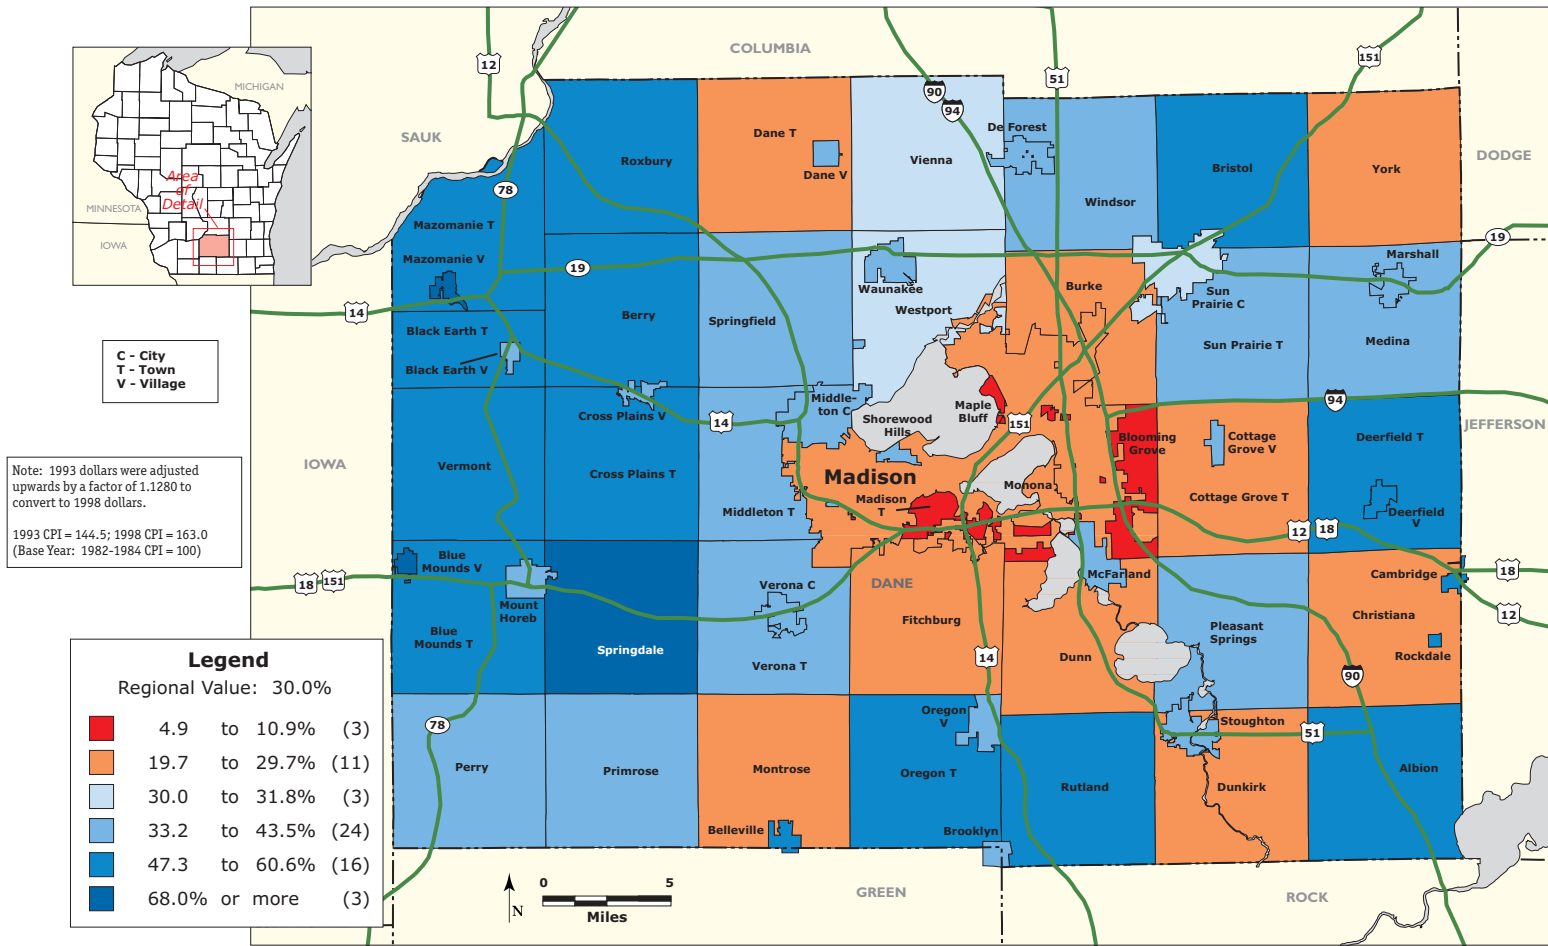 COLUMBIA
12
51
151
90
94
MICHIGAN
SAUK
DODGE
De Forest
Dane T
Roxbury
Vienna
Bristol
York
Dane V
Area
of
Detail
78
MINNESOTA
Windsor
Mazomanie T
IOWA
19
Mazomanie V
19
Marshall
Waunakee
Burke
Sun
Prairie C
14
Berry
Springfield
Westport
Black Earth T
Sun Prairie T
Medina
C - City
T - Town
V - Village
Black Earth V
Middle-
ton C
Maple
Bluff
94
Cross Plains V
14
Shorewood
Hills
151
JEFFERSON
Blooming
Grove
Cottage
Grove V
Deerfield T
IOWA
Vermont
Cross Plains T
Madison
Monona
Note: 1993 dollars were adjusted
upwards by a factor of 1.1280 to
convert to 1998 dollars.
1993 CPI = 144.5; 1998 CPI = 163.0
(Base Year: 1982-1984 CPI = 100)
Madison
T
Cottage Grove T
Middleton T
Deerfield
V
12
18
Blue
Mounds V
18
151
Verona C
DANE
McFarland
Cambridge
18
Mount
Horeb
Fitchburg
Christiana
12
Blue
Mounds T
Pleasant
Springs
Springdale
Verona T
14
Dunn
Rockdale
90
Legend
Regional Value: 30.0%
4.9 to 10.9% (3)
19.7 to 29.7% (11)
30.0 to 31.8% (3)
33.2 to 43.5% (24)
47.3 to 60.6% (16)
68.0% or more (3)
78
Oregon
V
Stoughton
51
Perry
Primrose
Montrose
Oregon T
Rutland
Dunkirk
Albion
Belleville
Brooklyn
0 5
Miles
N
GREEN
ROCK